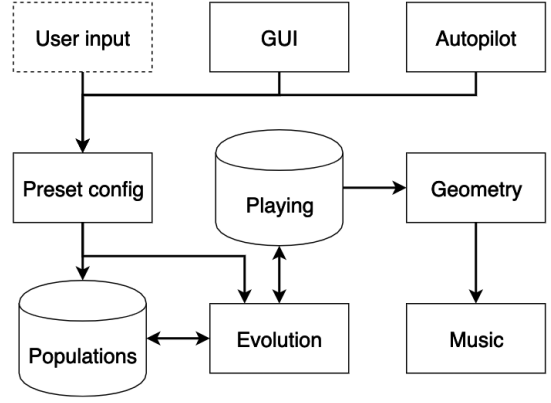 User input
GUI
Autopilot
Preset config
Playing
Geometry
Populations
Evolution
Music